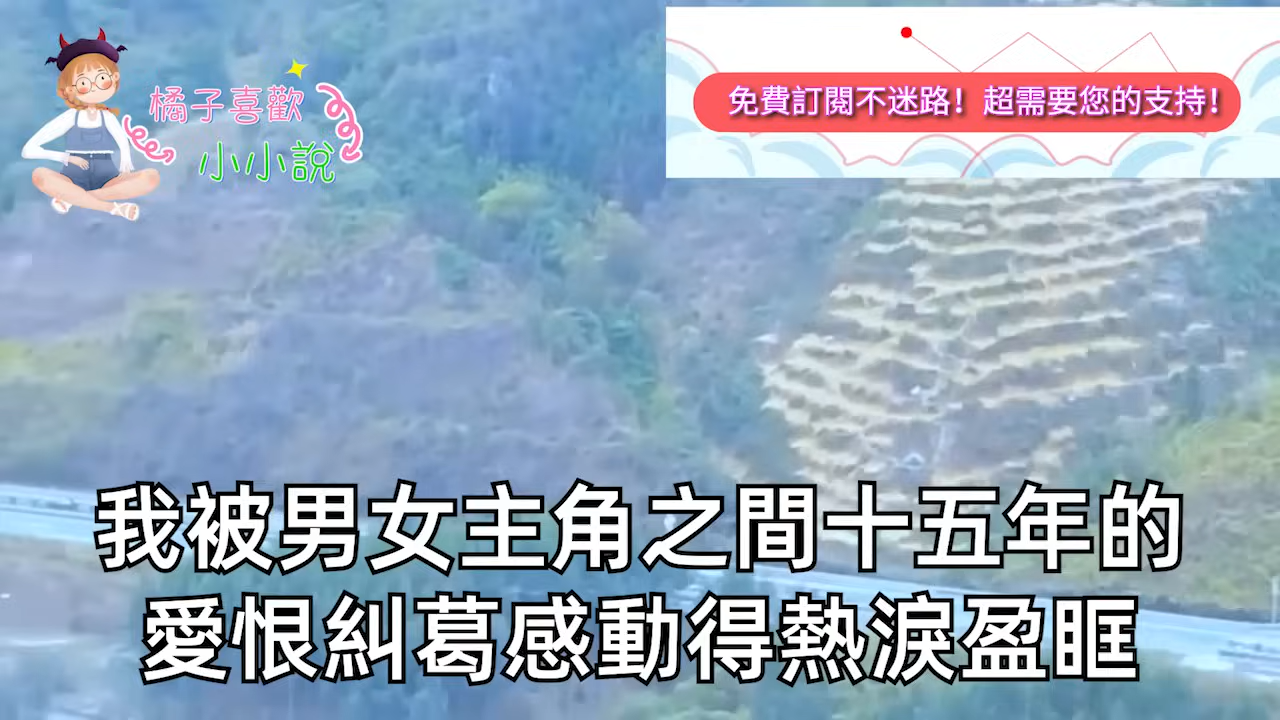 橘子喜歡
小小說
免費訂閱不迷路！超需要您的支持！
我被男女主角之間十五年的
愛恨糾葛感動得熱淚盈眶